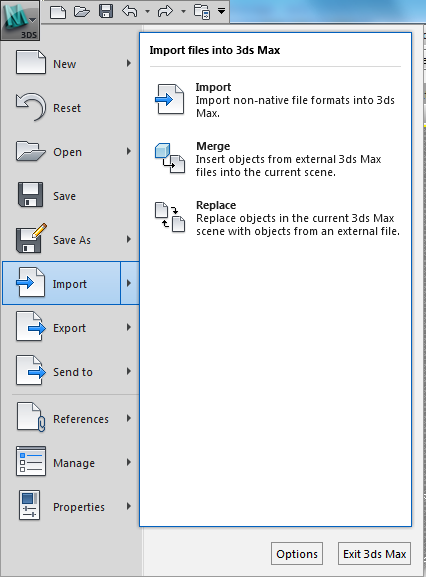 3DS
New
Reset
Open
Save
Save As
Import
Export
Send to
References
Manage
Properties
Import files into 3ds Max
Import
Import non-native file formats into 3ds
Max.
Merge
Insert objects from external 3ds Max
files into the current scene.
Replace
Replace objects in the current 3ds Max
scene with objects from an external file.
Options
Exit 3ds Max